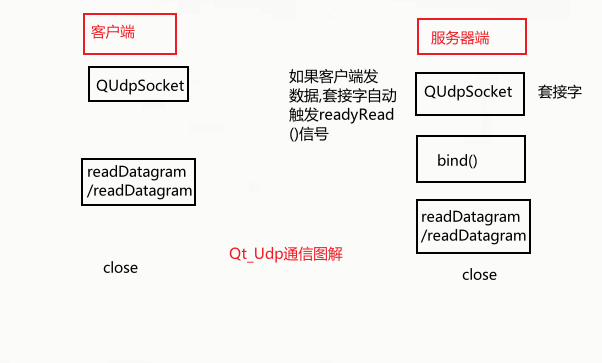 客户端
QUdpSocket
readDatagram
/readDatagram
close
如果客户端发
数据,套接字自动
触发readyRead
()信号
Qt_Udp通信图解
服务器端
QUdpSocket
套接字
bind()
readDatagram
/readDatagram
close